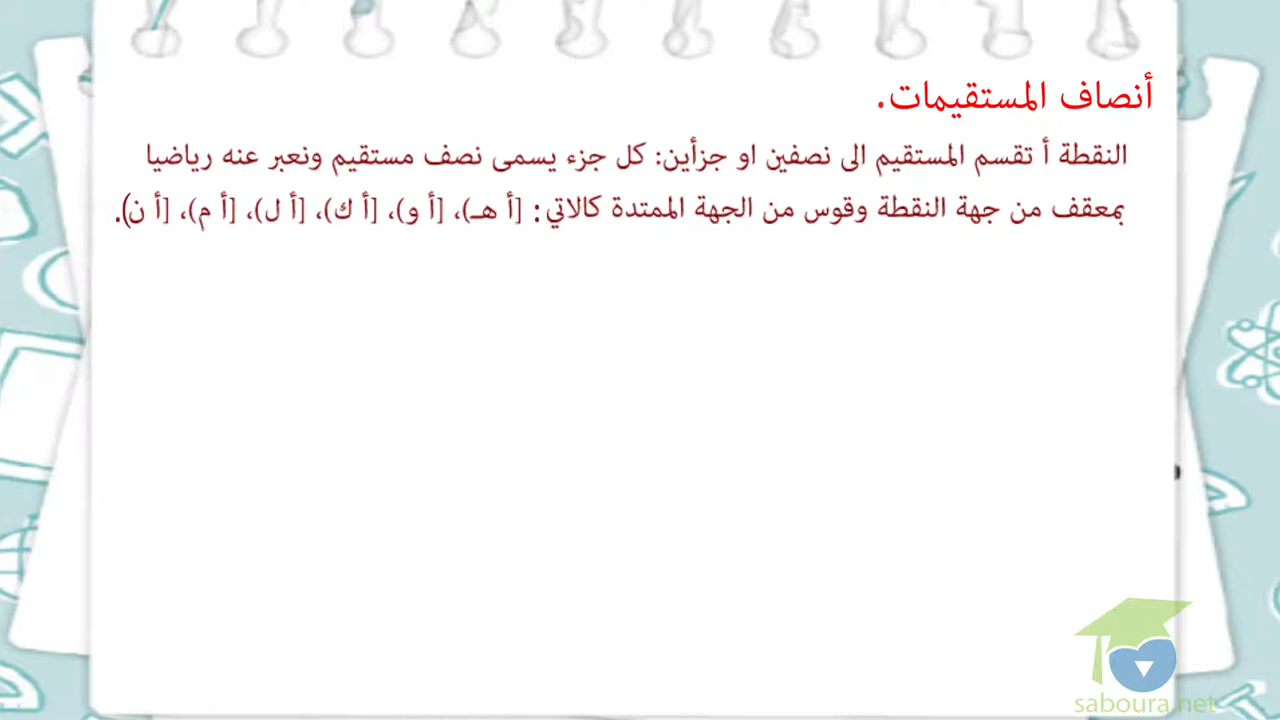 أنصاف المستقيمات.
النقطة أ تقسم المستقيم الى نصفين او جزأين: كل جزء يسمى نصف مستقيم ونعبر عنه رياضيا
بمعقف من جهة النقطة وقوس من الجهة الممتدة كالاتي: [أ هـ)، [أ و)، [أ ك)، [أ ل)، [أ م)، [أ ن).
saboura.net